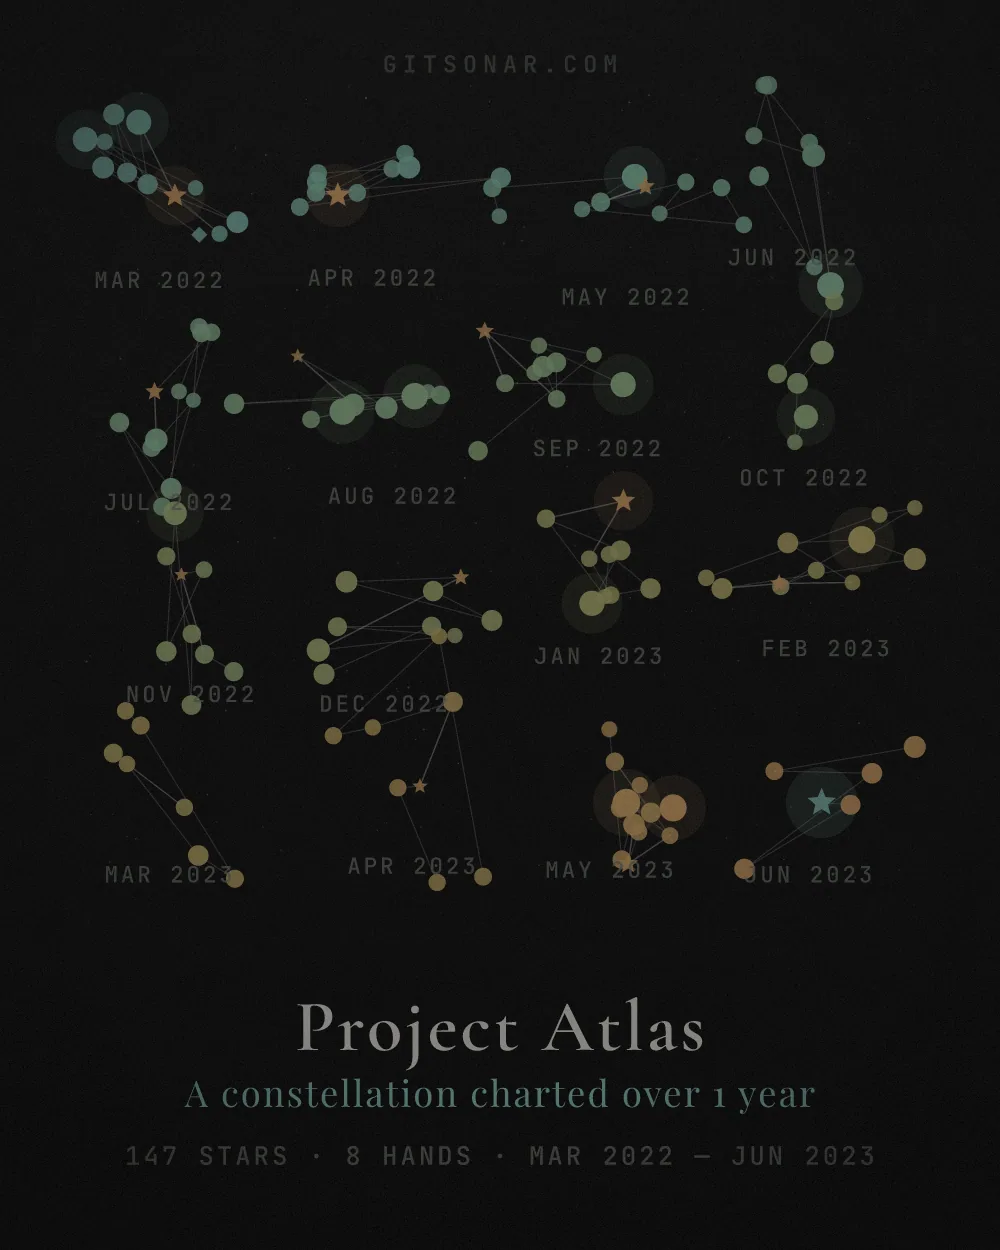 GITSONAR.COM
MAR 2022
APR 2022
MAY 2022
JUN 2022
JUL 2022
AUG 2022
SEP 2022
OCT 2022
NOV 2022
DEC 2022
JAN 2023
FEB 2023
MAR 2023
APR 2023
MAY 2023
JUN 2023
Project Atlas
A constellation charted over 1 year
147 STARS · 8 HANDS · MAR 2022 — JUN 2023